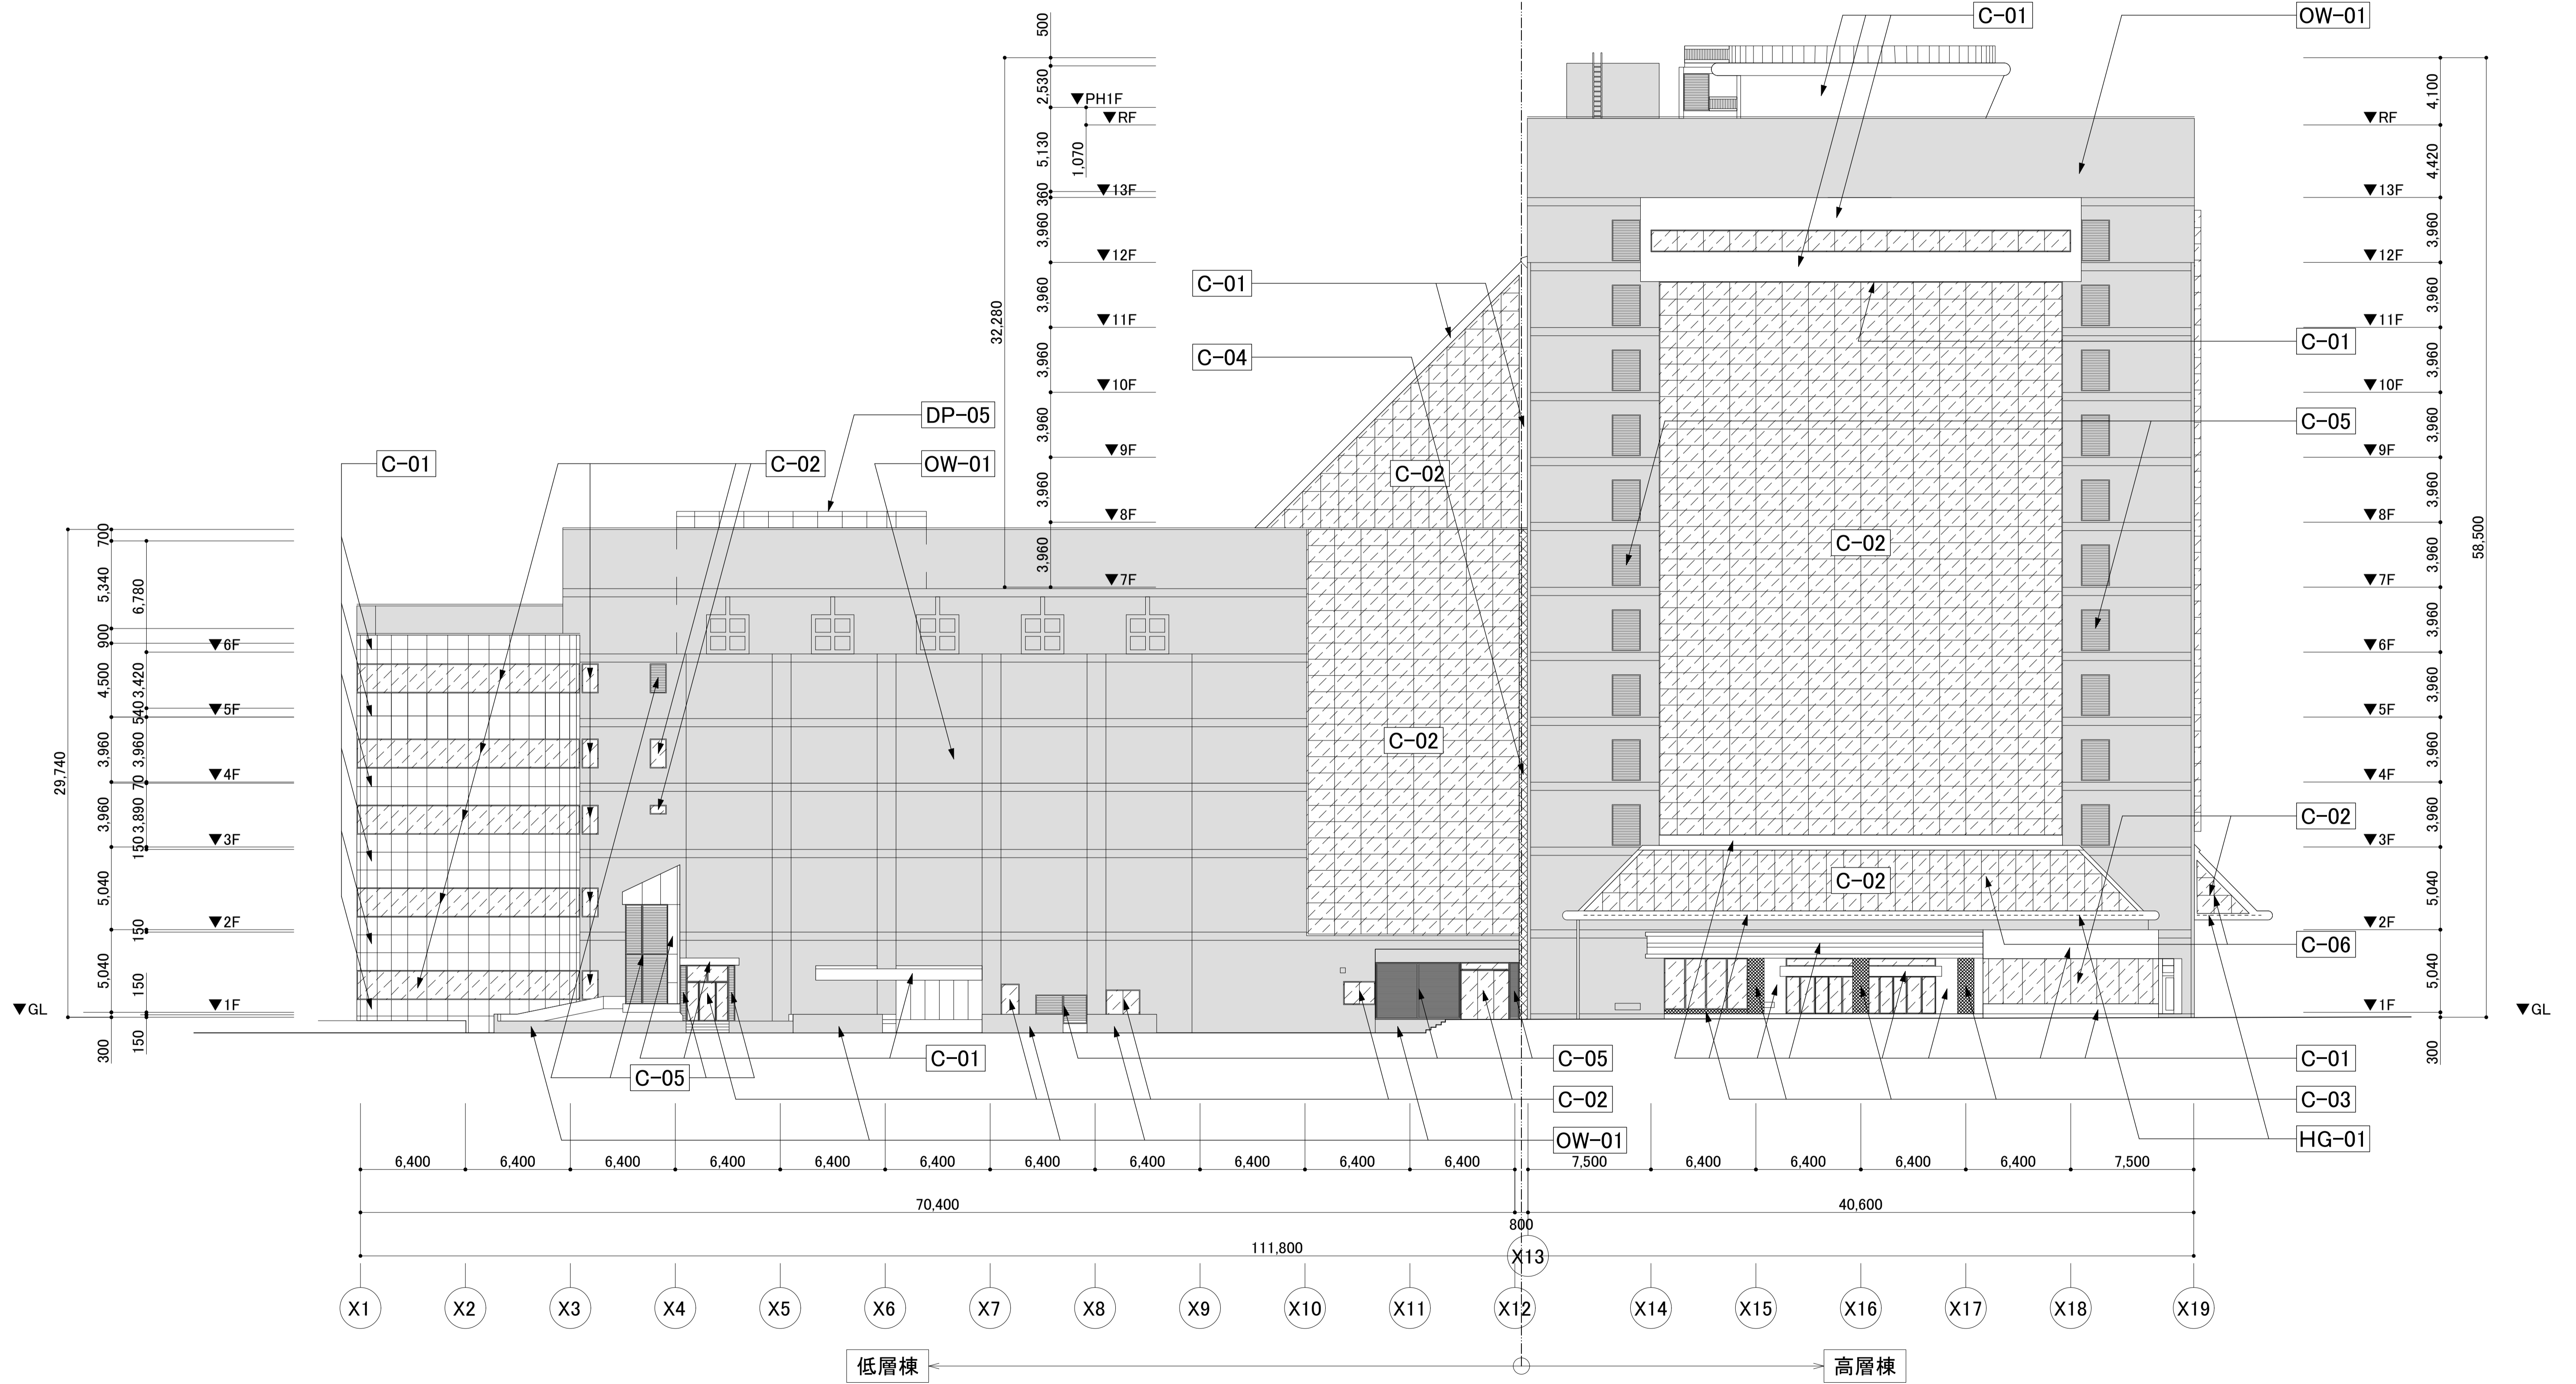 500
C-01
OW-01
2,530
▼PH1F
▼RF
5,130
1,070
4,100
▼RF
4,420
▼13F
360
▼13F
3,960
3,960
▼12F
▼12F
C-01
3,960
3,960
32,280
▼11F
▼11F
C-04
C-01
3,960
3,960
▼10F
▼10F
DP-05
C-05
3,960
3,960
▼9F
▼9F
C-01
C-02
OW-01
C-02
3,960
3,960
▼8F
▼8F
700
C-02
58,500
3,960
3,960
5,340
6,780
▼7F
▼7F
900
3,960
▼6F
▼6F
4,500
3,420
3,960
540
▼5F
▼5F
29,740
3,960
3,960
C-02
3,960
▼4F
70
▼4F
3,960
3,890
3,960
C-02
▼3F
150
▼3F
5,040
C-02
5,040
▼2F
150
▼2F
C-06
5,040
150
5,040
▼GL
▼1F
▼1F
▼GL
300
150
300
C-01
C-05
C-01
C-05
C-02
C-03
OW-01
HG-01
6,400
6,400
6,400
6,400
6,400
6,400
6,400
6,400
6,400
6,400
6,400
7,500
6,400
6,400
6,400
6,400
7,500
70,400
800
40,600
111,800
X13
X1
X2
X3
X4
X5
X6
X7
X8
X9
X10
X11
X12
X14
X15
X16
X17
X18
X19
低層棟
高層棟